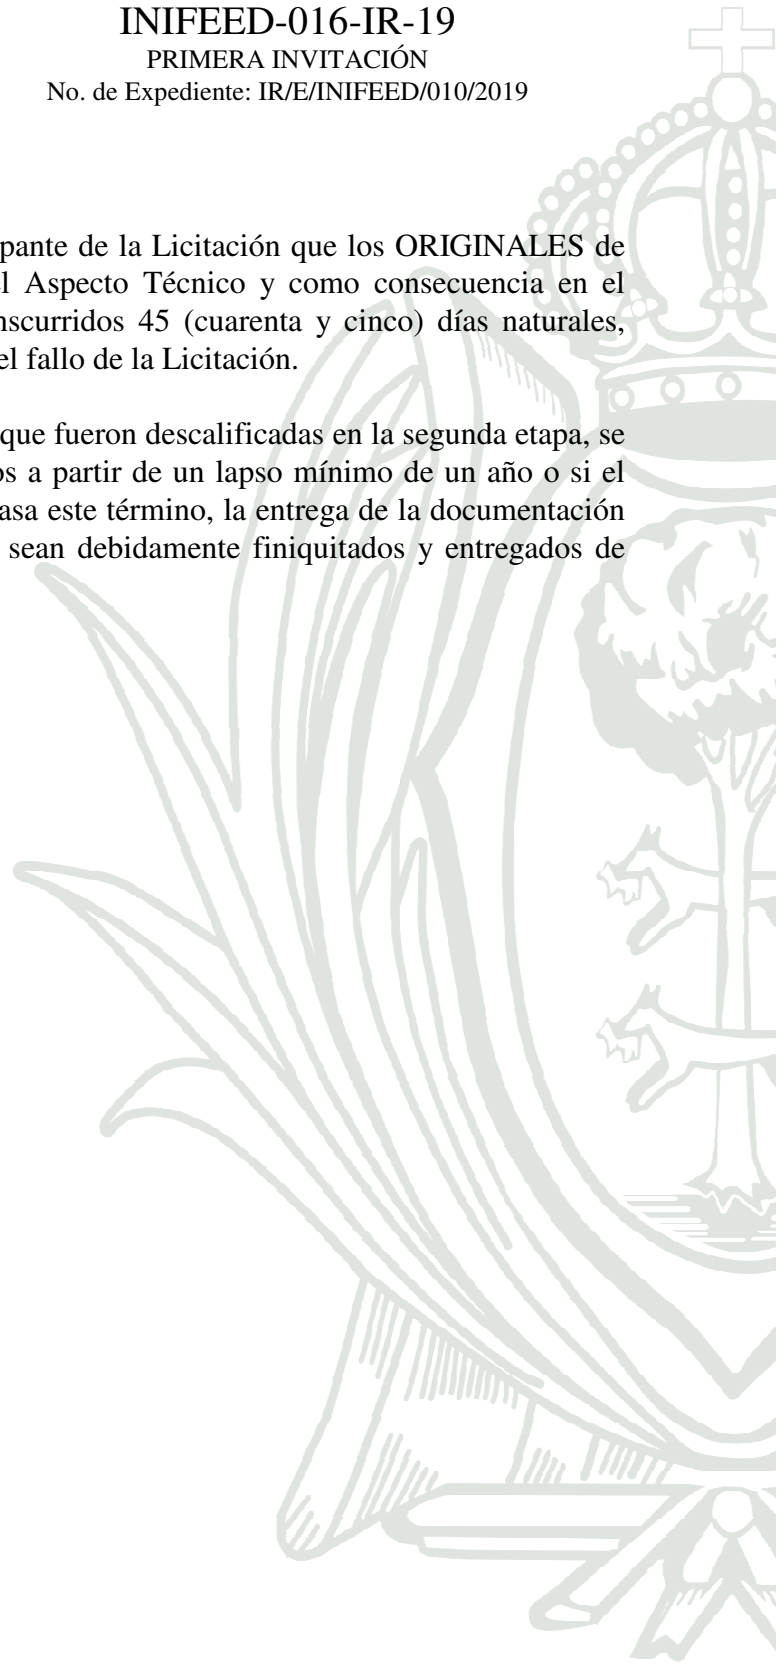 INIFEED-016-IR-19
PRIMERA INVITACIÓN
No. de Expediente: IR/E/INIFEED/010/2019
pante de la Licitación que los ORIGINALES de
l Aspecto Técnico y como consecuencia en el
nscurridos 45 (cuarenta y cinco) días naturales,
el fallo de la Licitación.
que fueron descalificadas en la segunda etapa, se
os a partir de un lapso mínimo de un año o si el
asa este término, la entrega de la documentación
sean debidamente finiquitados y entregados de